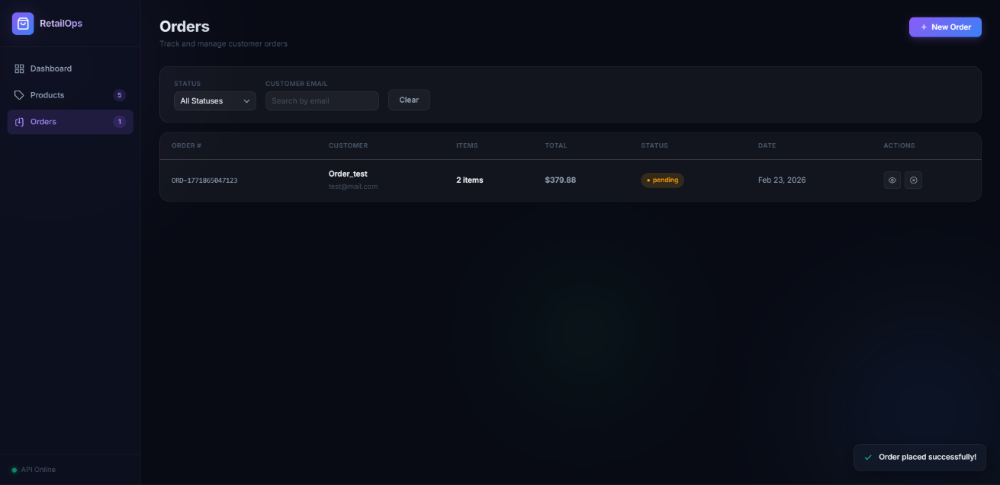 RetailOps
Dashboard
Products 5
Orders 1
API Online
Orders
Track and manage customer orders
+ New Order
STATUS CUSTOMER EMAIL
All Statuses Search by email Clear
ORDER # CUSTOMER ITEMS TOTAL STATUS DATE ACTIONS
ORD-1771865047123 Order_test 2 items $379.88 pending Feb 23, 2026
test@mail.com
Order placed successfully!